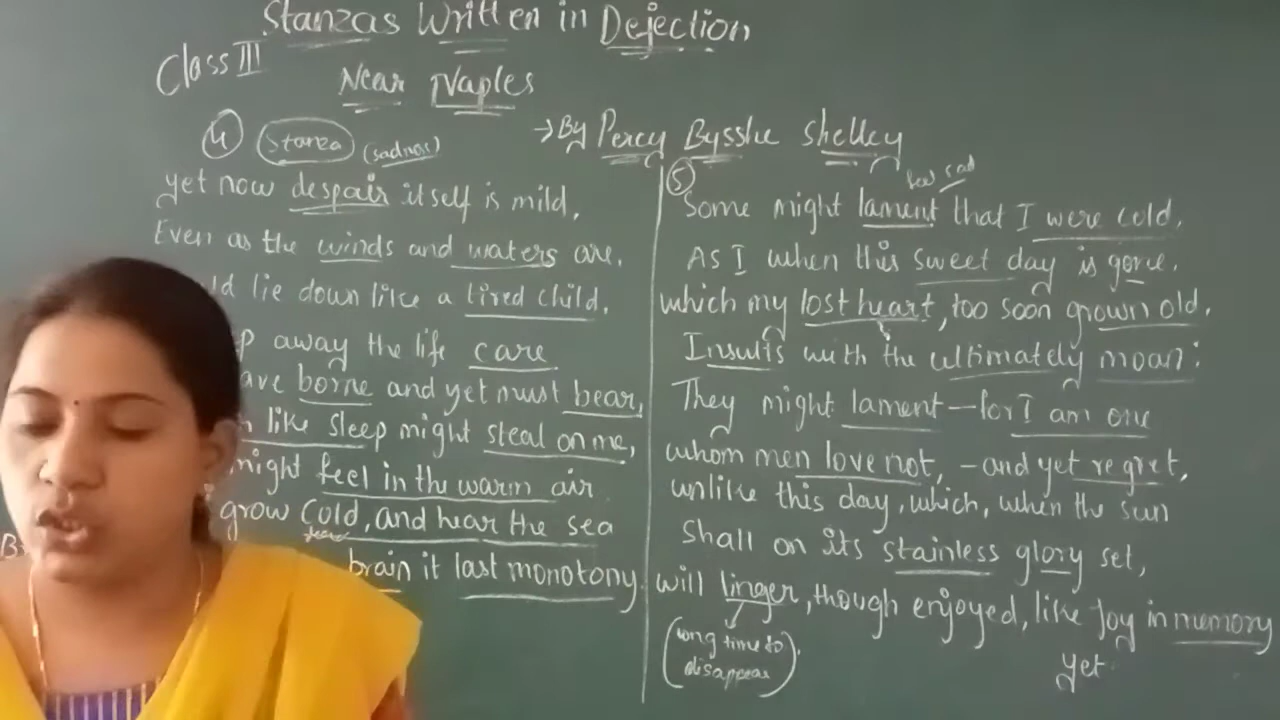 Stanzas Written in Dejection
Class III
Near Naples
→ By Percy Bysshe Shelley
4 Stanza (sadness)
yet now despair itself is mild,
Even as the winds and waters are.
ld lie down like a tired child,
p away the life care
ave borne and yet must bear,
like sleep might steal on me,
might feel in the warm air
grow cold, and hear the sea
brain it last monotony.
5
sad
Some might lament that I were cold,
As I when this sweet day is gone.
which my lost heart, too soon grown old,
Insults with the ultimately moan:
They might lament — for I am one
whom men love not, - and yet regret,
unlike this day, which, when the sun
shall on its stainless glory set,
will linger, though enjoyed, like Joy in memory
yet
(long time to
disappear)